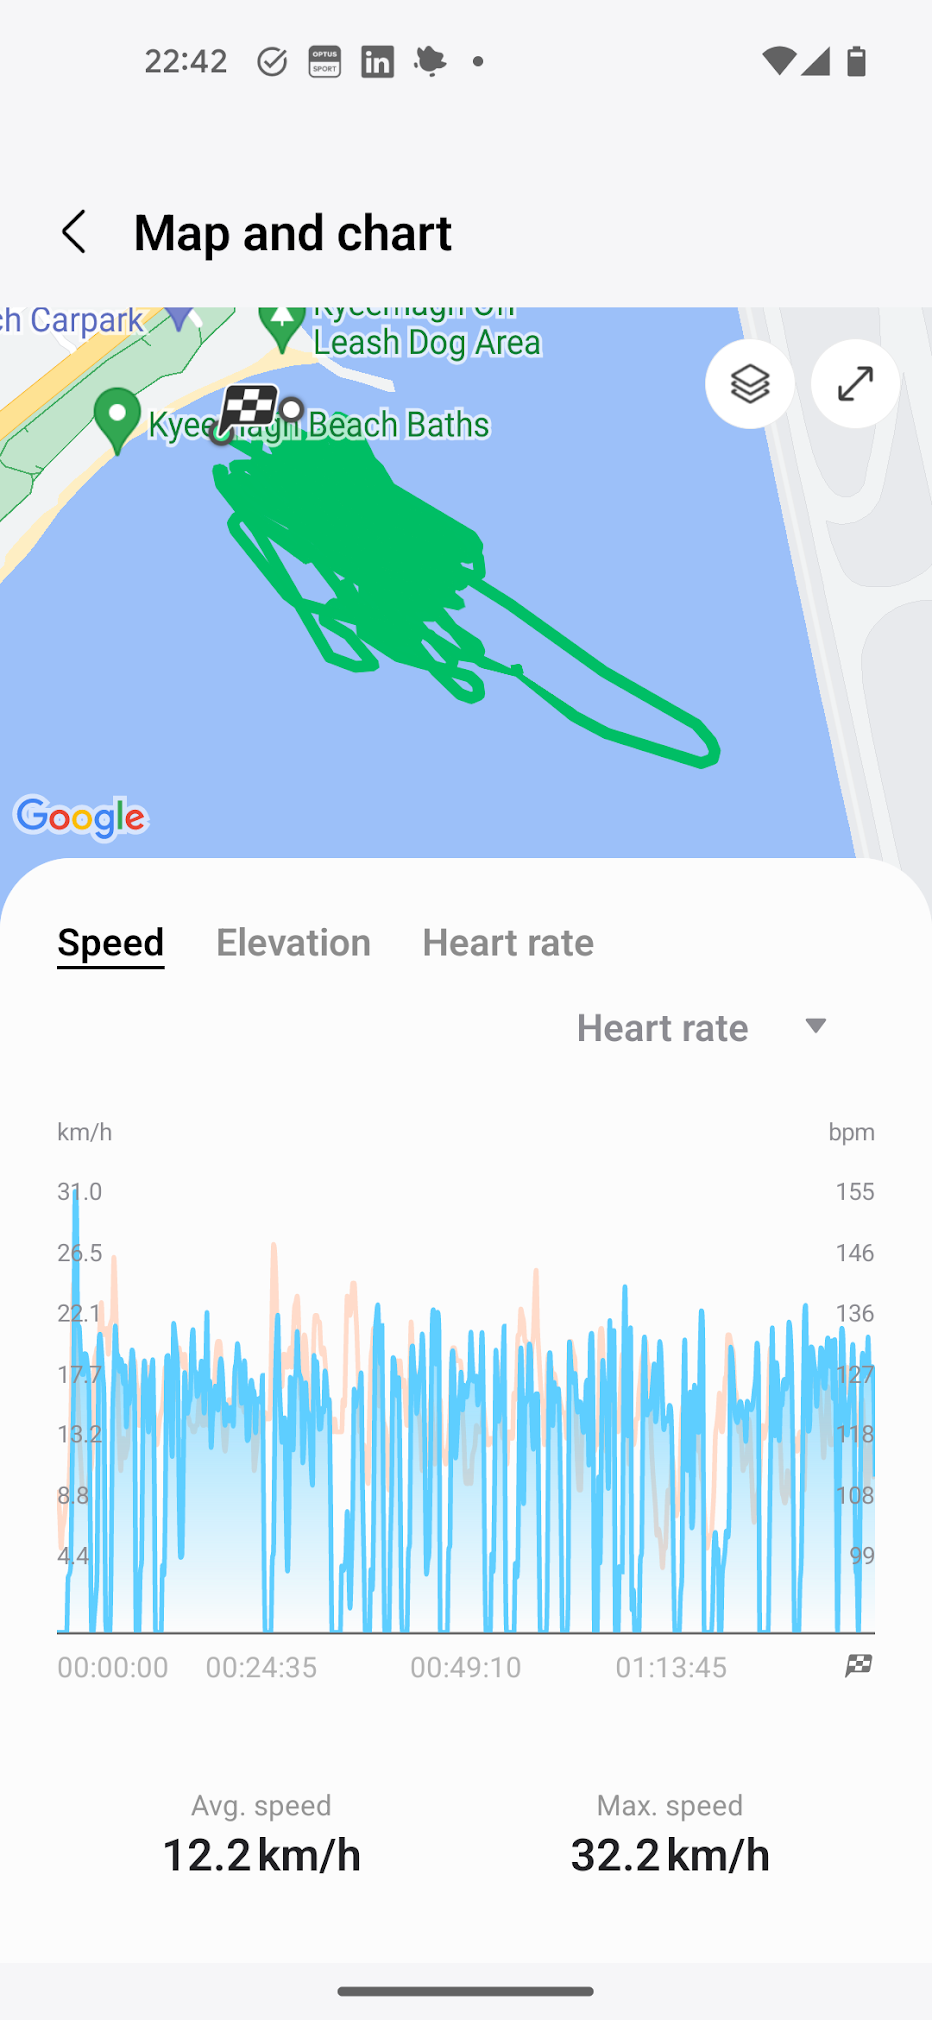 22:42
OPTUS
SPORT
in
Map and chart
ch Carpark
Kyeemagh Off
Leash Dog Area
Kyeemagh Beach Baths
Google
Speed Elevation Heart rate
Heart rate
km/h bpm
31.0 155
26.5 146
22.1 136
17.7 127
13.2 118
8.8 108
4.4 99
00:00:00 00:24:35 00:49:10 01:13:45
Avg. speed Max. speed
12.2 km/h 32.2 km/h